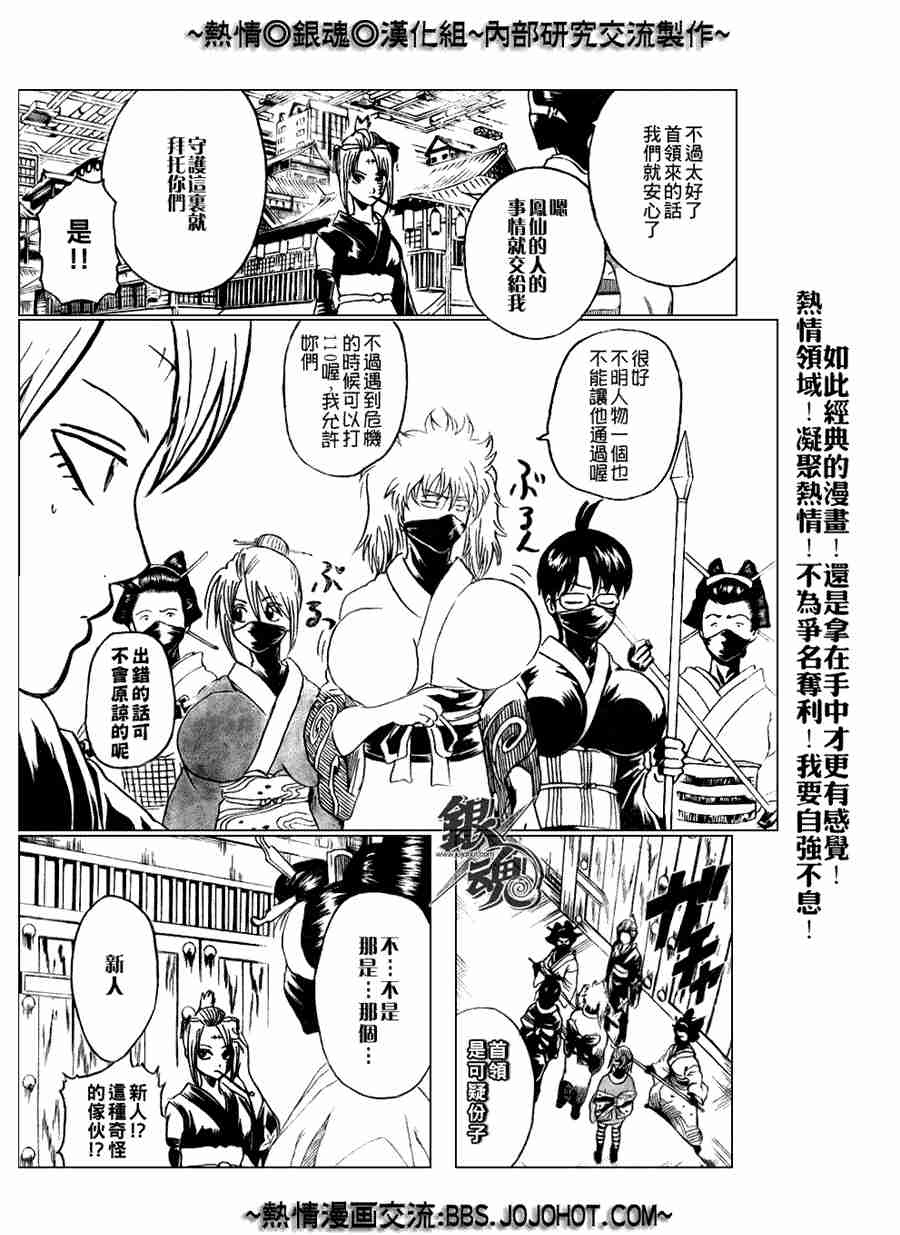 ~熱情◎銀魂◎漢化組~內部研究交流製作~
不過太好了
首領來的話
我們就安心了
嗯
鳳仙的人的
事情就交給我
守護這裏就
拜托你們
是!!
很好
不明人物一個也
不能讓他通過喔
不過遇到危機
的時候可以打
110喔,我允許
妳們
ぶるん
ぶるっ
出錯的話可
不會原諒的呢
如此經典的漫畫!還是拿在手中才更有感覺!
熱情領域!凝聚熱情!不為爭名奪利!我要自強不息!
銀魂
www.jojohot.com
ガチャ
首領
是可疑份子
不…不是
那是…那個…
新人
新人!?
這種奇怪
的傢伙!?
~熱情漫画交流:BBS.JOJOHOT.COM~